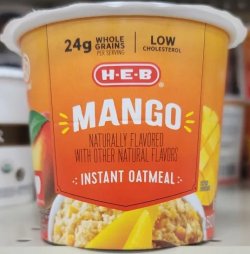 24g WHOLE GRAINS PER SERVING
LOW CHOLESTEROL
H-E-B
MANGO
NATURALLY FLAVORED
WITH OTHER NATURAL FLAVORS
INSTANT OATMEAL